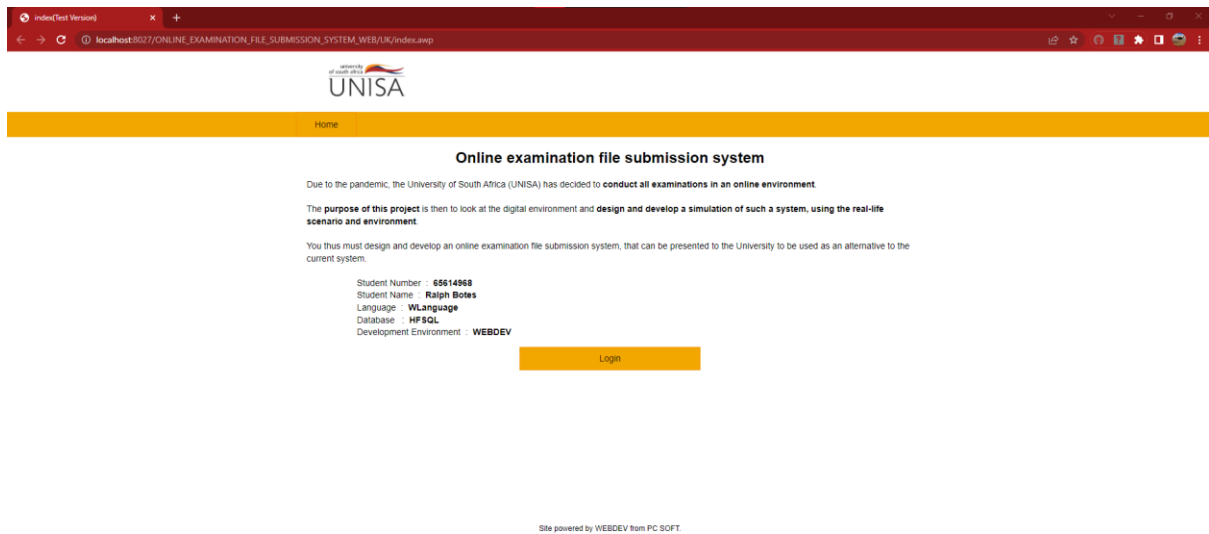 index(Test Version)
localhost:8027/ONLINE_EXAMINATION_FILE_SUBMISSION_SYSTEM_WEB/UK/index.awp
university
of south africa
UNISA
Home
Online examination file submission system
Due to the pandemic, the University of South Africa (UNISA) has decided to conduct all examinations in an online environment.
The purpose of this project is then to look at the digital environment and design and develop a simulation of such a system, using the real-life
scenario and environment.
You thus must design and develop an online examination file submission system, that can be presented to the University to be used as an alternative to the
current system.
Student Number : 65614968
Student Name : Ralph Botes
Language : WLanguage
Database : HFSQL
Development Environment : WEBDEV
Login
Site powered by WEBDEV from PC SOFT.